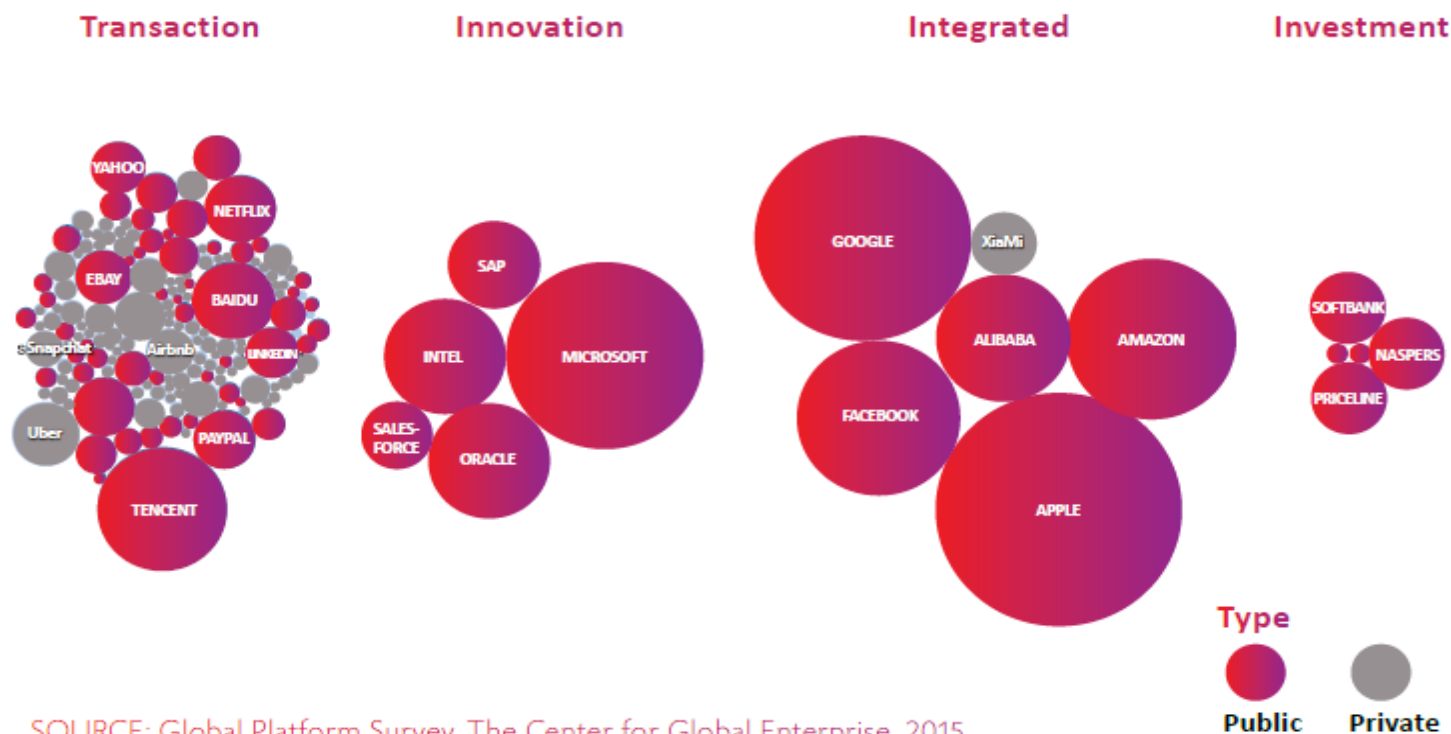 Transaction
Innovation
Integrated
Investment
YAHOO
NETFLIX
EBAY
BAIDU
Snapchat
Airbnb
LINKEDIN
Uber
PAYPAL
TENCENT
SAP
INTEL
MICROSOFT
SALES-
FORCE
ORACLE
GOOGLE
XiaMi
ALIBABA
AMAZON
FACEBOOK
APPLE
SOFTBANK
NASPERS
PRICELINE
Type
Public
Private
SOURCE: Global Platform Survey, The Center for Global Enterprise, 2015